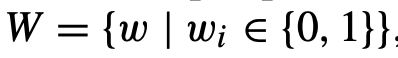 W = {w | wᵢ ∈ {0, 1}},